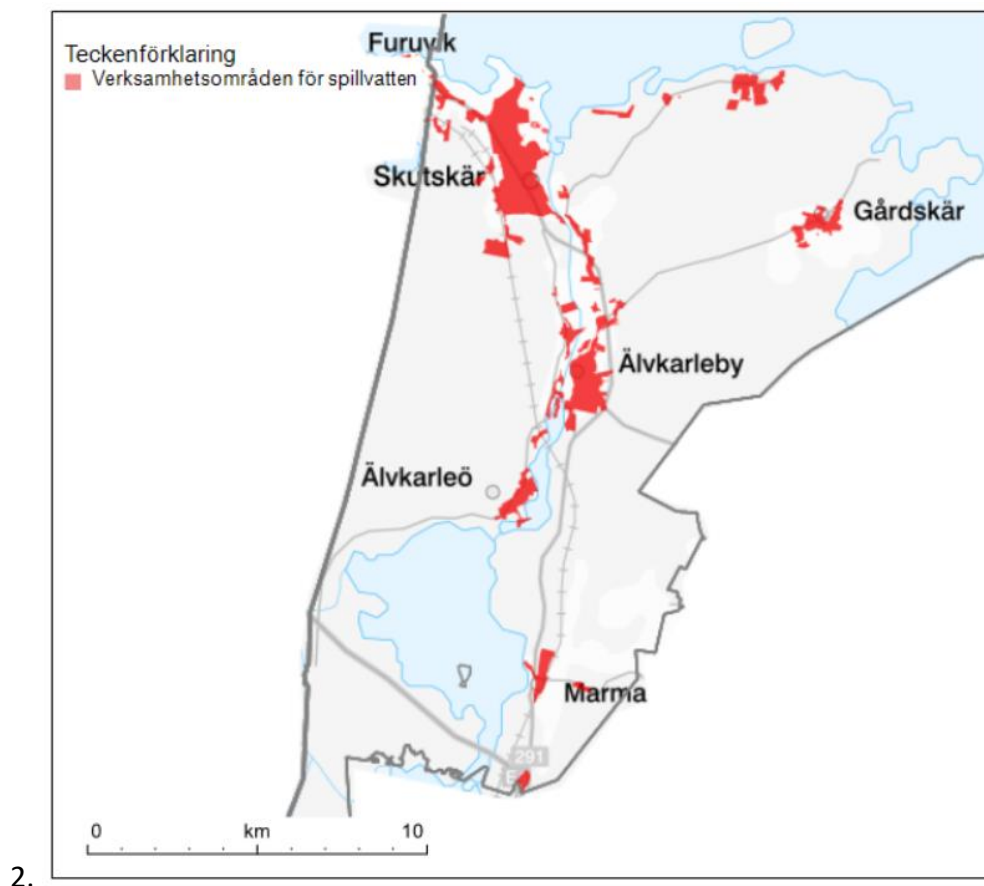 Teckenförklaring
Verksamhetsområden för spillvatten
Furuvik
Skutskär
Gårdskär
Älvkarleby
Älvkarleö
Marma
291
E
0 km 10
2.